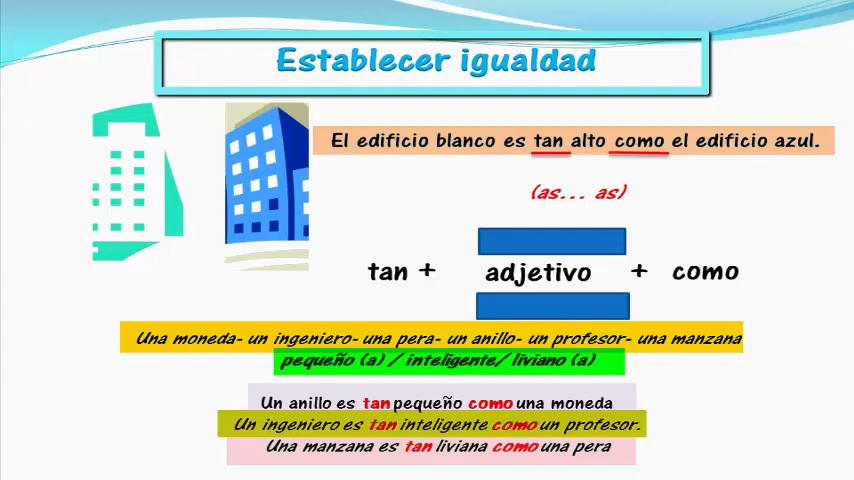 Establecer igualdad
El edificio blanco es tan alto como el edificio azul.
(as... as)
tan + adjetivo + como
Una moneda- un ingeniero- una pera- un anillo- un profesor- una manzana
pequeño (a) / inteligente/ liviano (a)
Un anillo es tan pequeño como una moneda
Un ingeniero es tan inteligente como un profesor.
Una manzana es tan liviana como una pera